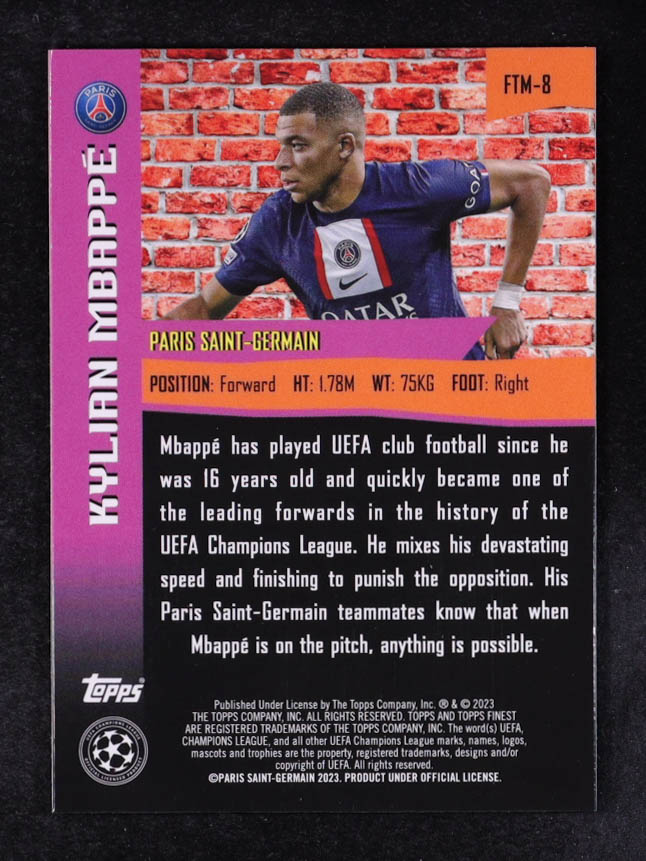 FTM-8
PARIS
KYLIAN MBAPPÉ
GOA
QATAR
PARIS SAINT-GERMAIN
POSITION: Forward HT: 1.78M WT: 75KG FOOT: Right
Mbappé has played UEFA club football since he
was 16 years old and quickly became one of
the leading forwards in the history of the
UEFA Champions League. He mixes his devastating
speed and finishing to punish the opposition. His
Paris Saint-Germain teammates know that when
Mbappé is on the pitch, anything is possible.
Topps
Published Under License by The Topps Company, Inc. ® & © 2023
THE TOPPS COMPANY, INC. ALL RIGHTS RESERVED. TOPPS AND TOPPS FINEST
ARE REGISTERED TRADEMARKS OF THE TOPPS COMPANY, INC. The word(s) UEFA,
CHAMPIONS LEAGUE, and all other UEFA Champions League marks, names, logos,
mascots and trophies are the property, registered trademarks, designs and/or
copyright of UEFA. All rights reserved.
©PARIS SAINT-GERMAIN 2023. PRODUCT UNDER OFFICIAL LICENSE.